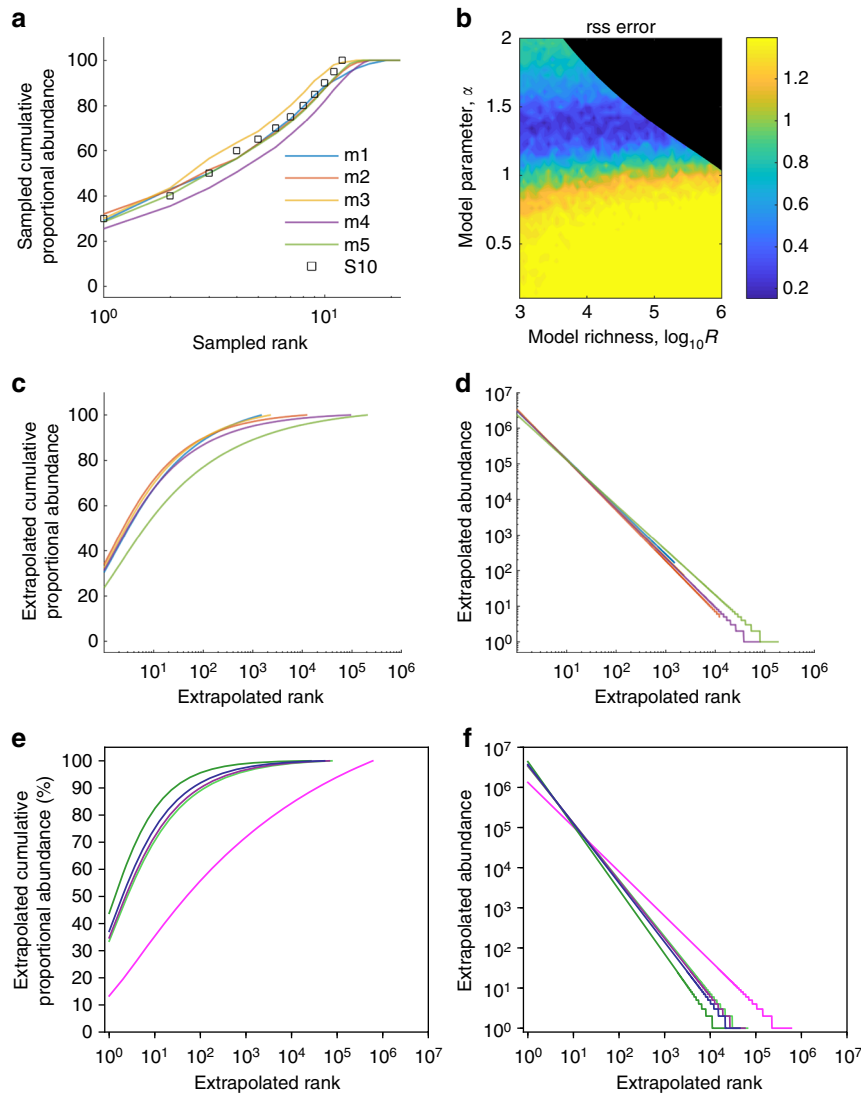 a
Sampled cumulative
proportional abundance
100
80
60
40
20
0
10⁰
10¹
Sampled rank
m1
m2
m3
m4
m5
S10
b
rss error
Model parameter, α
2
1.5
1
0.5
3
4
5
6
Model richness, log₁₀R
1.2
1
0.8
0.6
0.4
0.2
c
Extrapolated cumulative
proportional abundance
100
80
60
40
20
0
10¹
10²
10³
10⁴
10⁵
10⁶
Extrapolated rank
d
Extrapolated abundance
10⁷
10⁶
10⁵
10⁴
10³
10²
10¹
10⁰
10¹
10²
10³
10⁴
10⁵
10⁶
Extrapolated rank
e
Extrapolated cumulative
proportional abundance (%)
100
90
80
70
60
50
40
30
20
10
0
10⁰
10¹
10²
10³
10⁴
10⁵
10⁶
10⁷
Extrapolated rank
f
Extrapolated abundance
10⁷
10⁶
10⁵
10⁴
10³
10²
10¹
10⁰
10⁰
10¹
10²
10³
10⁴
10⁵
10⁶
10⁷
Extrapolated rank